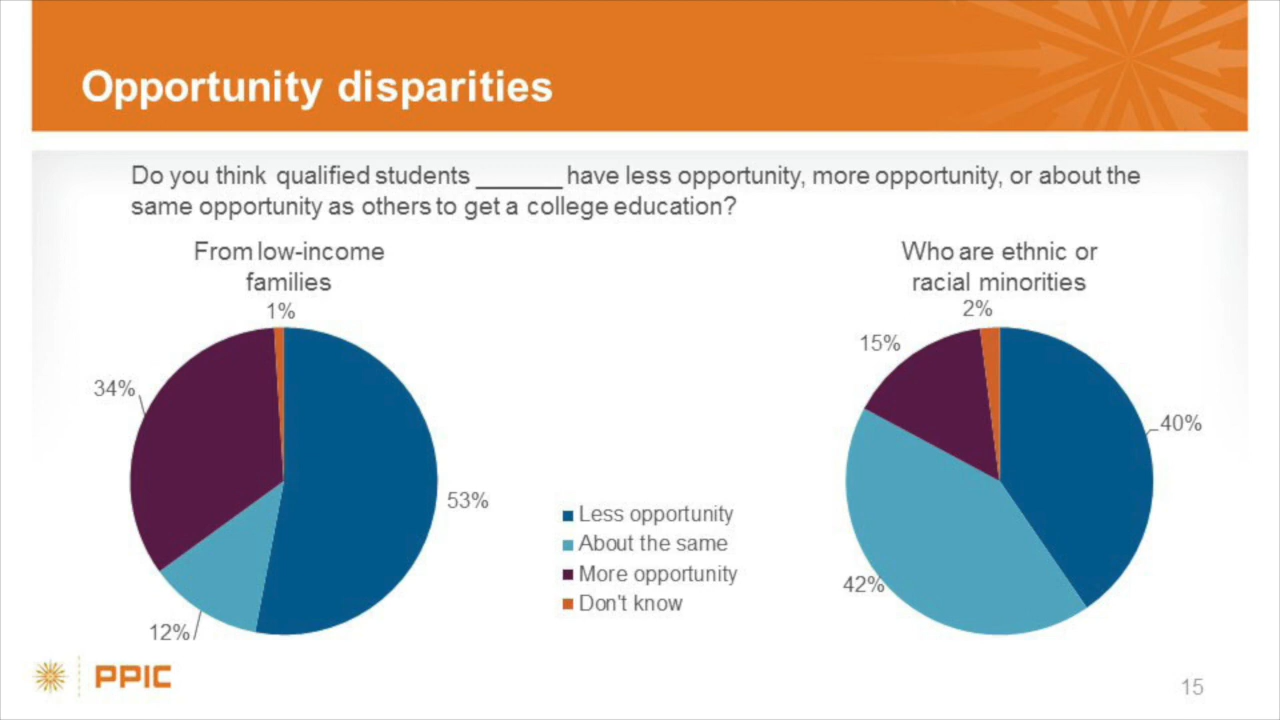 Opportunity disparities
Do you think qualified students ______ have less opportunity, more opportunity, or about the
same opportunity as others to get a college education?
From low-income
families
1%
34%
53%
12%
Who are ethnic or
racial minorities
2%
15%
40%
42%
Less opportunity
About the same
More opportunity
Don't know
PPIC
15